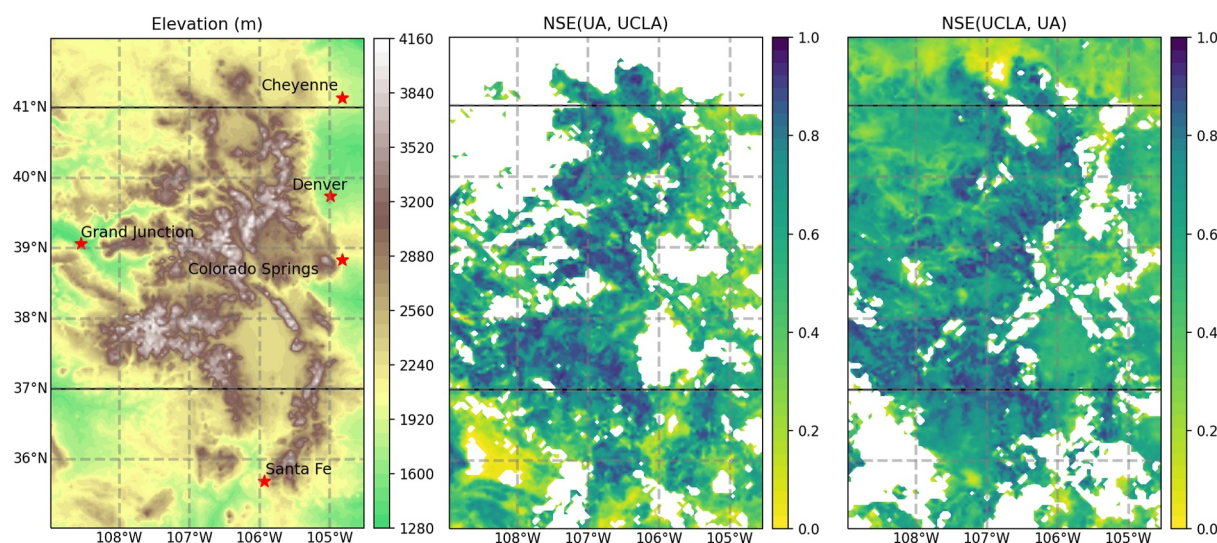 Elevation (m)
NSE(UA, UCLA)
NSE(UCLA, UA)
41°N
40°N
39°N
38°N
37°N
36°N
Cheyenne
Denver
Grand Junction
Colorado Springs
Santa Fe
108°W 107°W 106°W 105°W
4160
3840
3520
3200
2880
2560
2240
1920
1600
1280
108°W 107°W 106°W 105°W
1.0
0.8
0.6
0.4
0.2
0.0
108°W 107°W 106°W 105°W
1.0
0.8
0.6
0.4
0.2
0.0